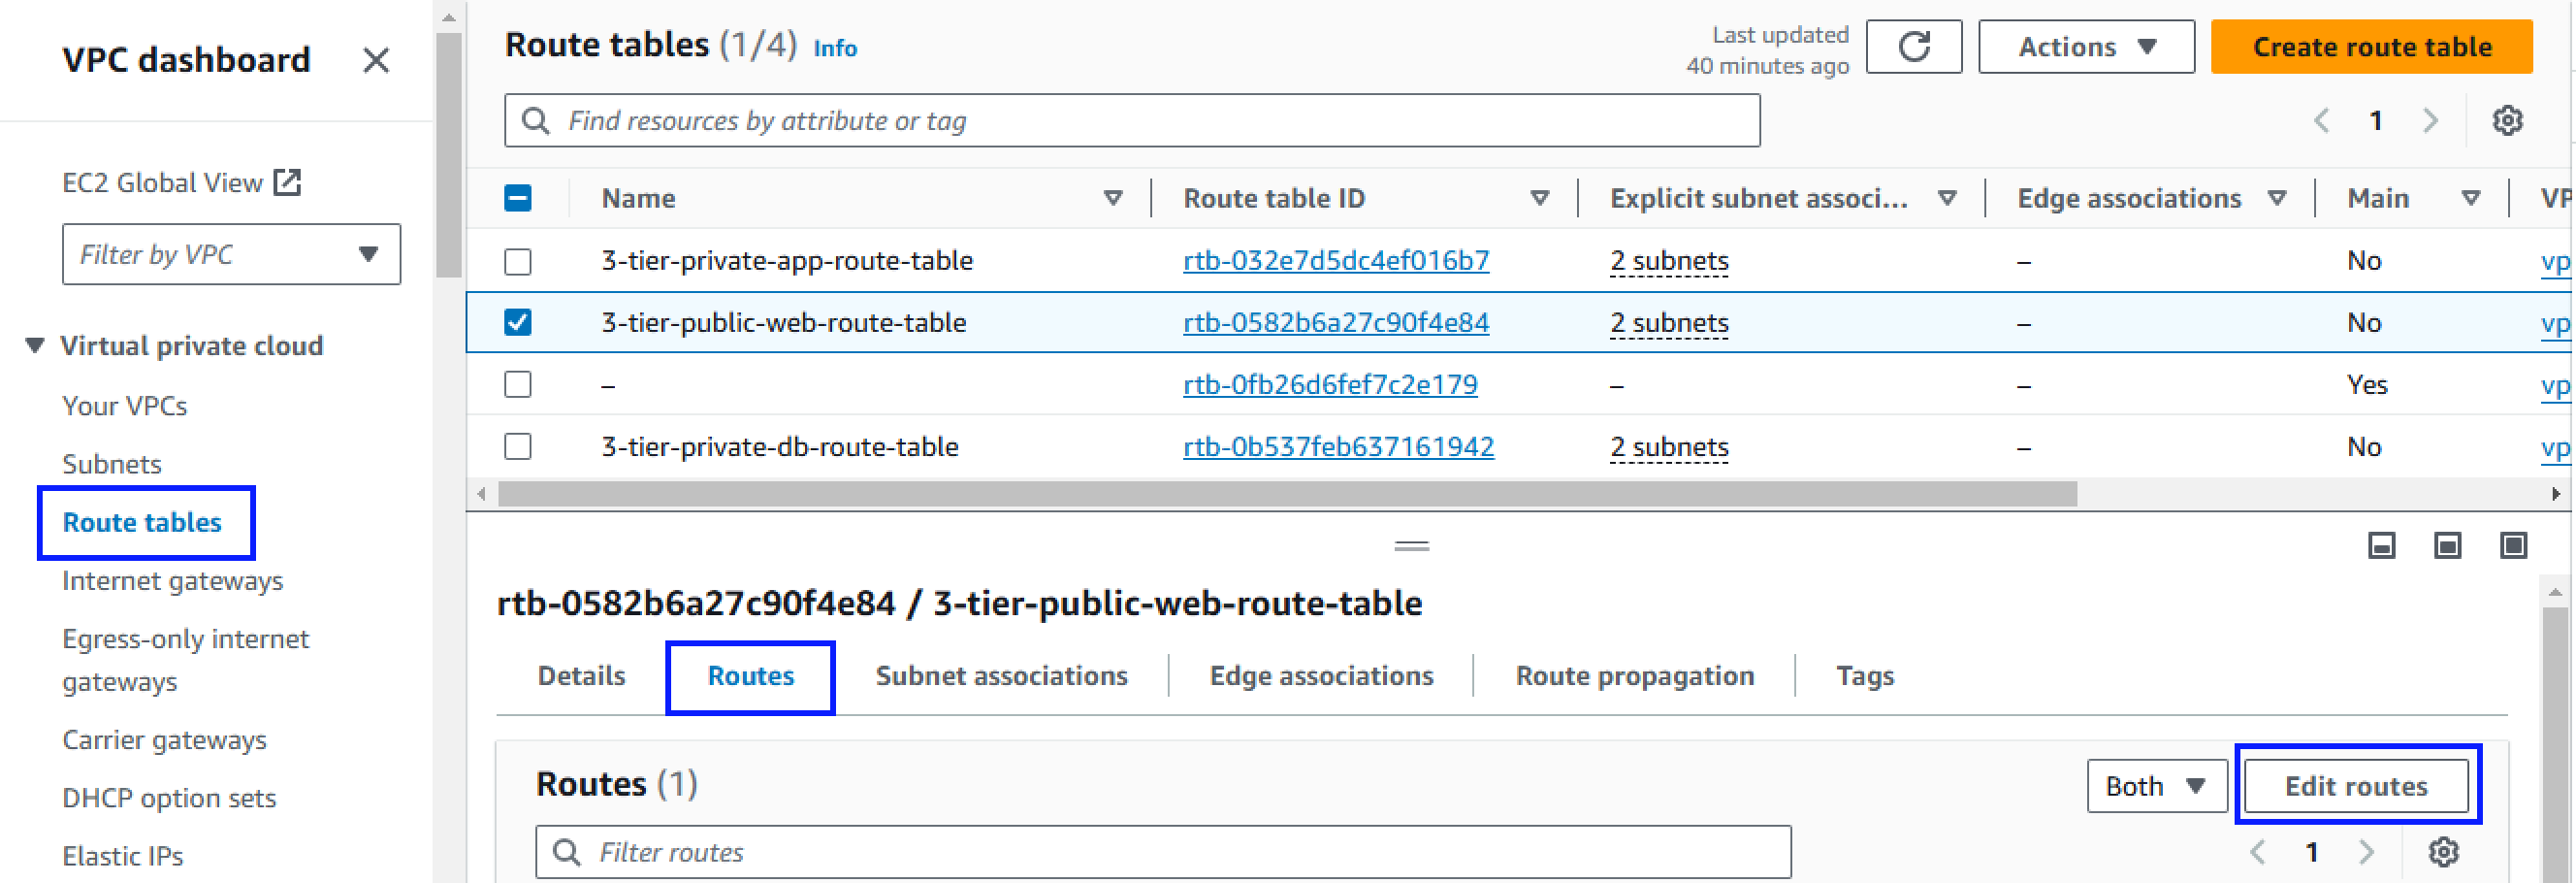 VPC dashboard
EC2 Global View
Filter by VPC
Virtual private cloud
Your VPCs
Subnets
Route tables
Internet gateways
Egress-only internet
gateways
Carrier gateways
DHCP option sets
Elastic IPs
Route tables (1/4) Info
Last updated
40 minutes ago
Actions
Create route table
Find resources by attribute or tag
1
Name Route table ID Explicit subnet associ... Edge associations Main VP
3-tier-private-app-route-table rtb-032e7d5dc4ef016b7 2 subnets – No vp
3-tier-public-web-route-table rtb-0582b6a27c90f4e84 2 subnets – No vp
– rtb-0fb26d6fef7c2e179 – – Yes vp
3-tier-private-db-route-table rtb-0b537feb637161942 2 subnets – No vp
rtb-0582b6a27c90f4e84 / 3-tier-public-web-route-table
Details Routes Subnet associations Edge associations Route propagation Tags
Routes (1)
Both
Edit routes
Filter routes
1